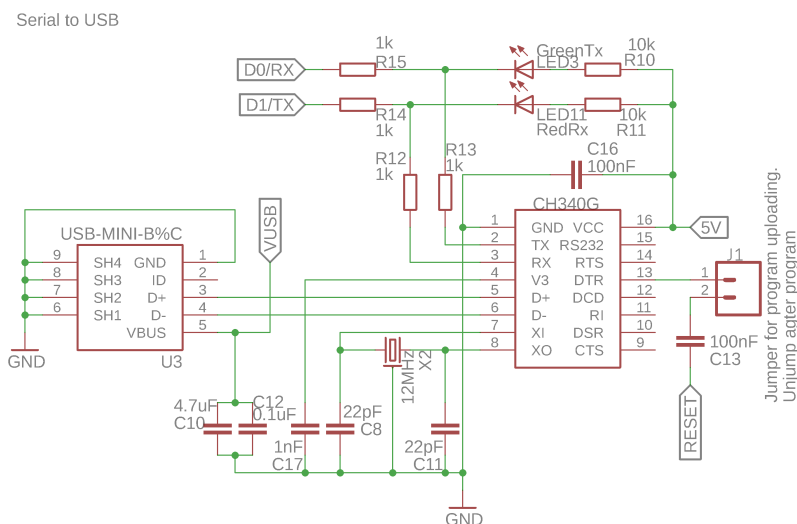 Serial to USB
1k
R15
D0/RX
GreenTx
LED3
10k
R10
D1/TX
R14
1k
LED11
RedRx
10k
R11
R12
1k
R13
1k
C16
100nF
VUSB
USB-MINI-B%C
9 SH4 GND 1
8 SH3 ID 2
7 SH2 D+ 3
6 SH1 D- 4
VBUS 5
GND
U3
CH340G
1 GND VCC 16
2 TX RS232 15
3 RX RTS 14
4 V3 DTR 13
5 D+ DCD 12
6 D- RI 11
7 XI DSR 10
8 XO CTS 9
5V
J1
1
2
100nF
C13
RESET
Jumper for program uploading.
Unjump agter program
12MHz
X2
4.7uF
C10
C12
0.1uF
1nF
C17
22pF
C8
22pF
C11
GND